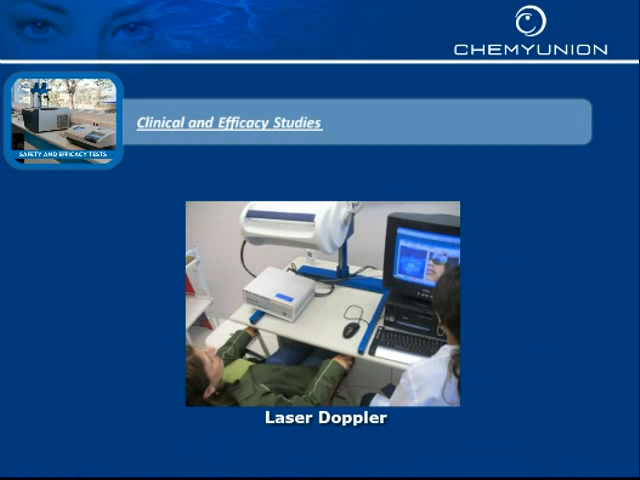 CHEMYUNION
Clinical and Efficacy Studies
SAFETY AND EFFICACY TESTS
Laser Doppler